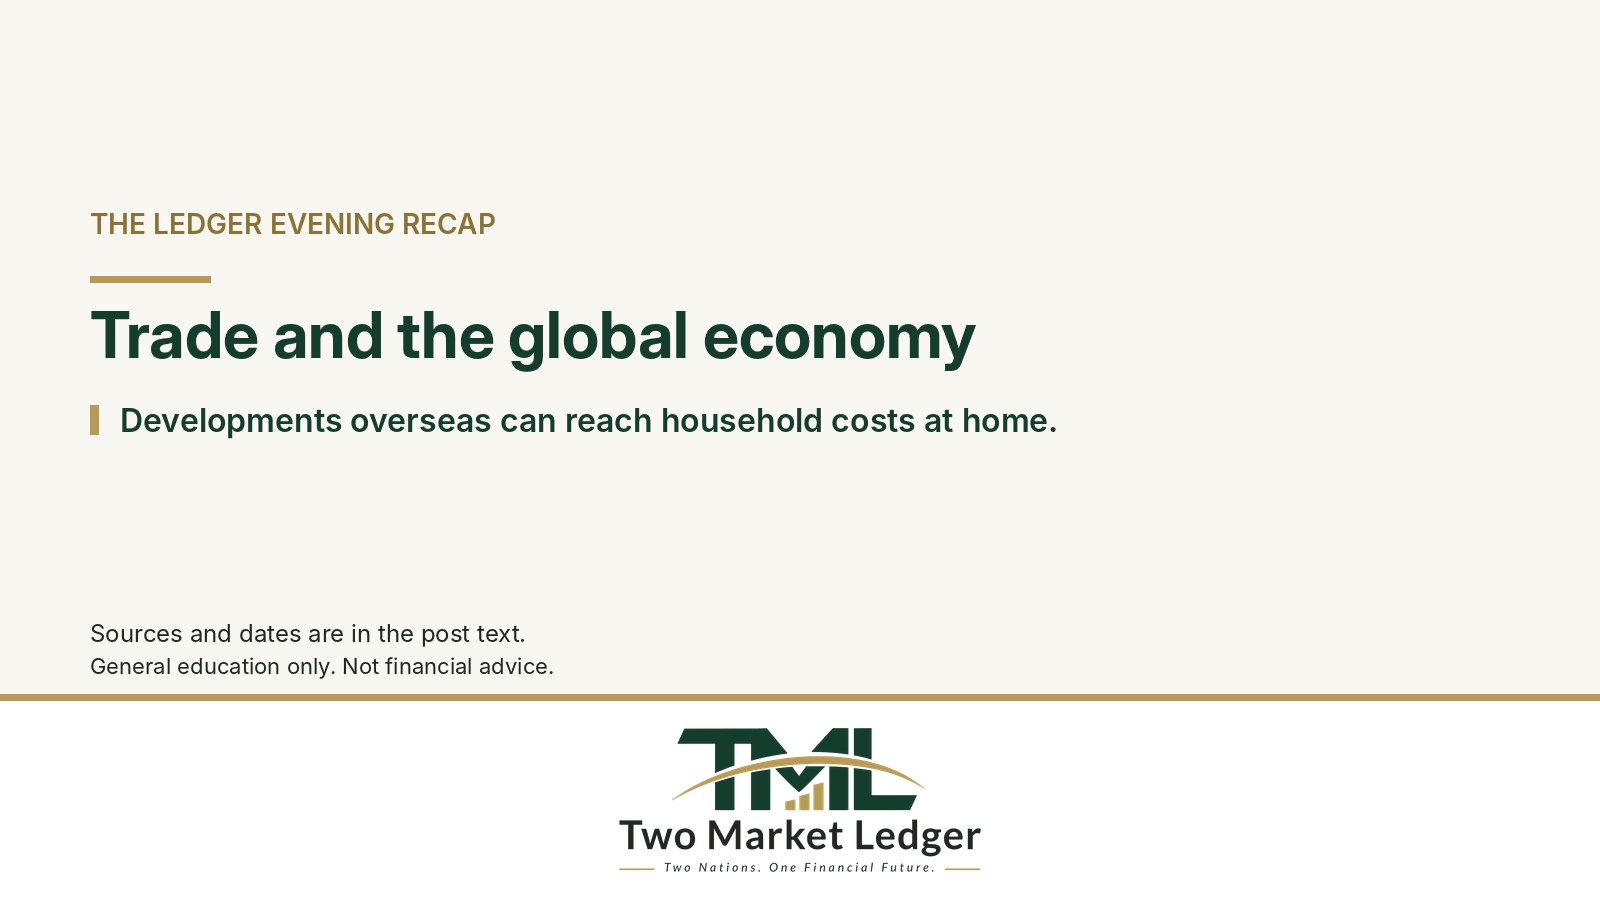 THE LEDGER EVENING RECAP
Trade and the global economy
Developments overseas can reach household costs at home.
Sources and dates are in the post text.
General education only. Not financial advice.
TML
Two Market Ledger
Two Nations. One Financial Future.